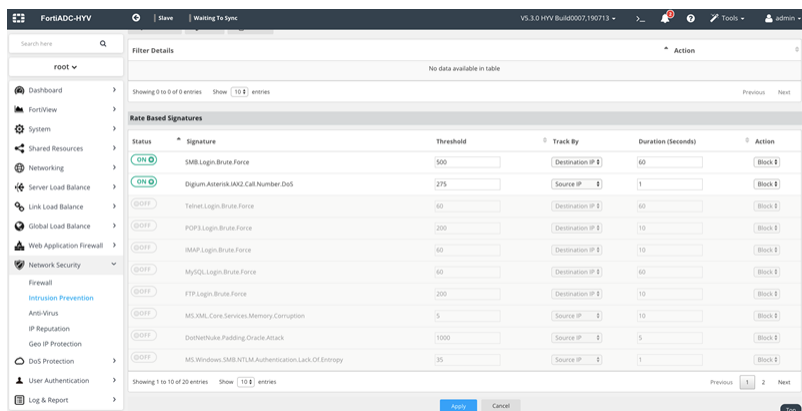 FortiADC-HYV Slave Waiting To Sync V5.3.0 HYV Build0007,190713 >_ 2 Tools admin
Search here
root
Dashboard
FortiView
System
Shared Resources
Networking
Server Load Balance
Link Load Balance
Global Load Balance
Web Application Firewall
Network Security
Firewall
Intrusion Prevention
Anti-Virus
IP Reputation
Geo IP Protection
DoS Protection
User Authentication
Log & Report
Filter Details Action
No data available in table
Showing 0 to 0 of 0 entries Show 10 entries Previous Next
Rate Based Signatures
Status Signature Threshold Track By Duration (Seconds) Action
ON SMB.Login.Brute.Force 500 Destination IP 60 Block
ON Digium.Asterisk.IAX2.Call.Number.DoS 275 Source IP 1 Block
OFF Telnet.Login.Brute.Force 60 Destination IP 60 Block
OFF POP3.Login.Brute.Force 200 Destination IP 10 Block
OFF IMAP.Login.Brute.Force 60 Destination IP 10 Block
OFF MySQL.Login.Brute.Force 60 Destination IP 60 Block
OFF FTP.Login.Brute.Force 200 Destination IP 10 Block
OFF MS.XML.Core.Services.Memory.Corruption 5 Source IP 10 Block
OFF DotNetNuke.Padding.Oracle.Attack 1000 Source IP 5 Block
OFF MS.Windows.SMB.NTLM.Authentication.Lack.Of.Entropy 35 Source IP 1 Block
Showing 1 to 10 of 20 entries Show 10 entries Previous 1 2 Next
Apply Cancel
Top